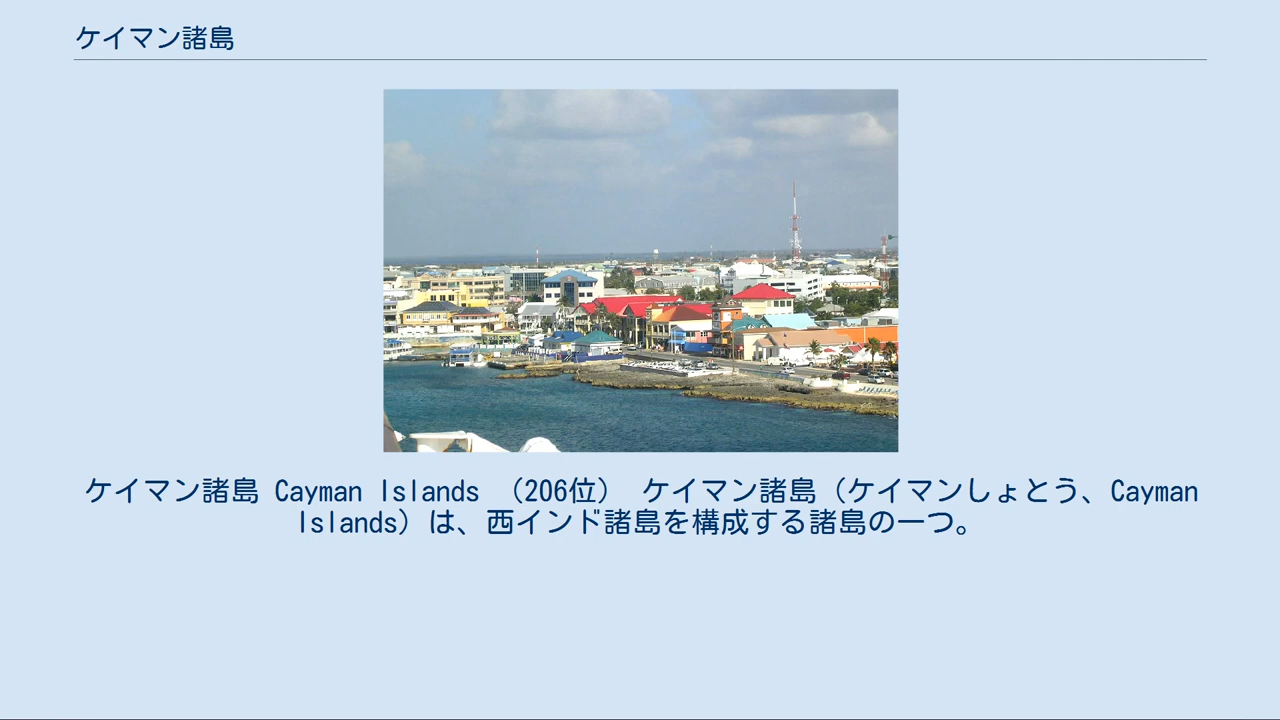 ケイマン諸島
ケイマン諸島 Cayman Islands （206位） ケイマン諸島（ケイマンしょとう、Cayman
Islands）は、西インド諸島を構成する諸島の一つ。